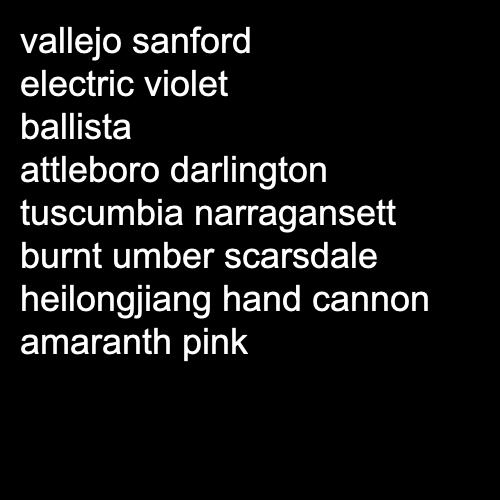 vallejo sanford
electric violet
ballista
attleboro darlington
tuscumbia narragansett
burnt umber scarsdale
heilongjiang hand cannon
amaranth pink